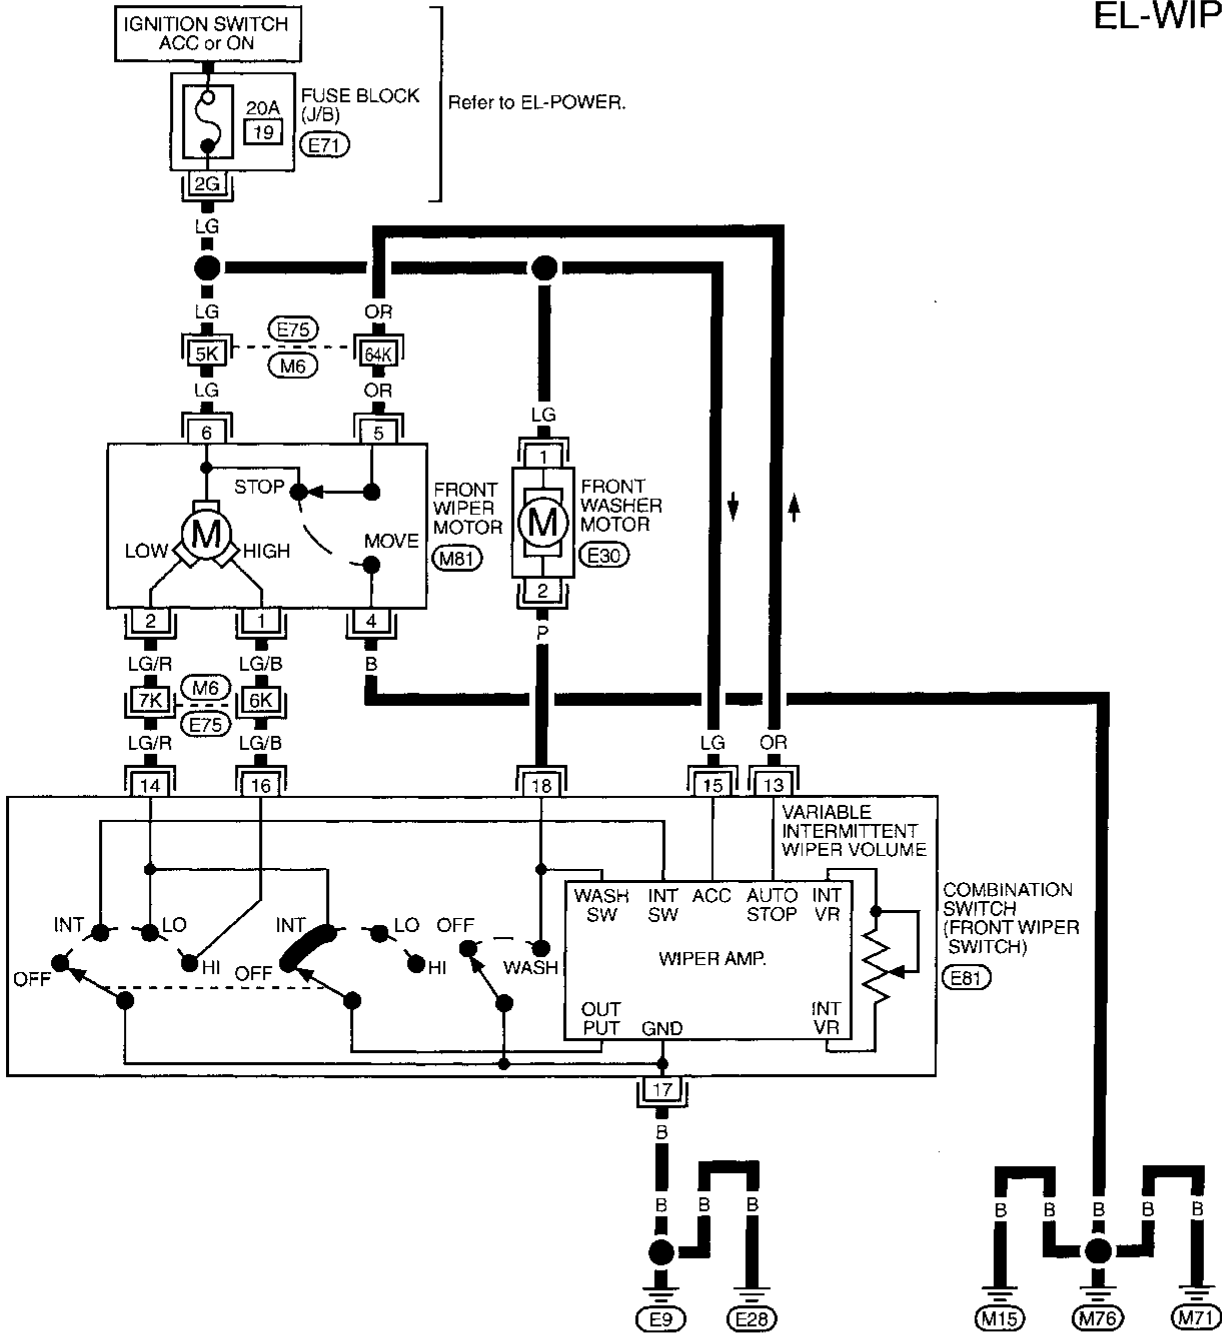 EL-WIP
IGNITION SWITCH
ACC or ON
20A
19
FUSE BLOCK
(J/B)
E71
Refer to EL-POWER.
2G
LG
LG
OR
5K
E75
M6
64K
LG
OR
LG
6
5
1
STOP
M
LOW
HIGH
MOVE
FRONT
WIPER
MOTOR
M81
M
FRONT
WASHER
MOTOR
E30
2
1
4
2
P
LG/R
LG/B
B
7K
M6
E75
6K
LG/R
LG/B
LG
OR
14
16
18
15
13
VARIABLE
INTERMITTENT
WIPER VOLUME
WASH
SW
INT
SW
ACC
AUTO
STOP
INT
VR
INT
LO
OFF
HI
INT
LO
OFF
HI
OFF
WASH
WIPER AMP.
OUT
PUT
GND
INT
VR
COMBINATION
SWITCH
(FRONT WIPER
SWITCH)
E81
17
B
B
B
B
B
B
B
B
B
E9
E28
M15
M76
M71